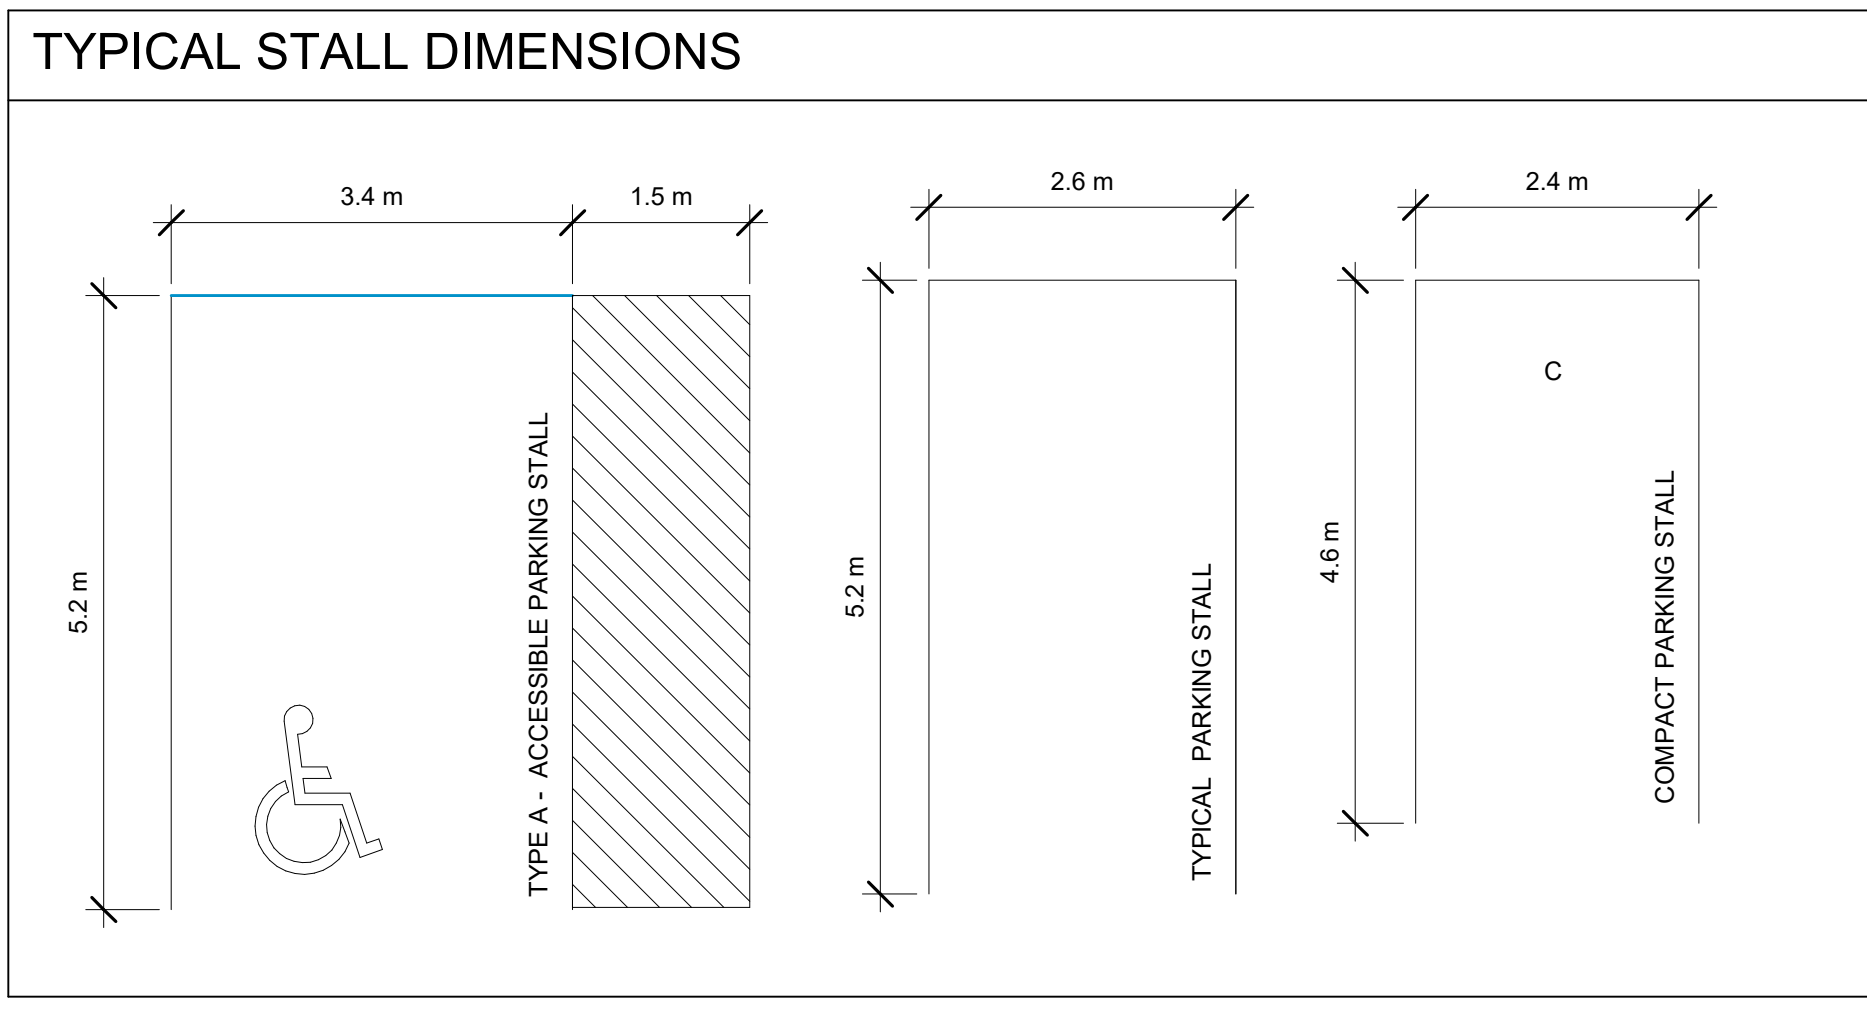 TYPICAL STALL DIMENSIONS
3.4 m
1.5 m
5.2 m
TYPE A - ACCESSIBLE PARKING STALL
2.6 m
5.2 m
TYPICAL PARKING STALL
2.4 m
4.6 m
C
COMPACT PARKING STALL